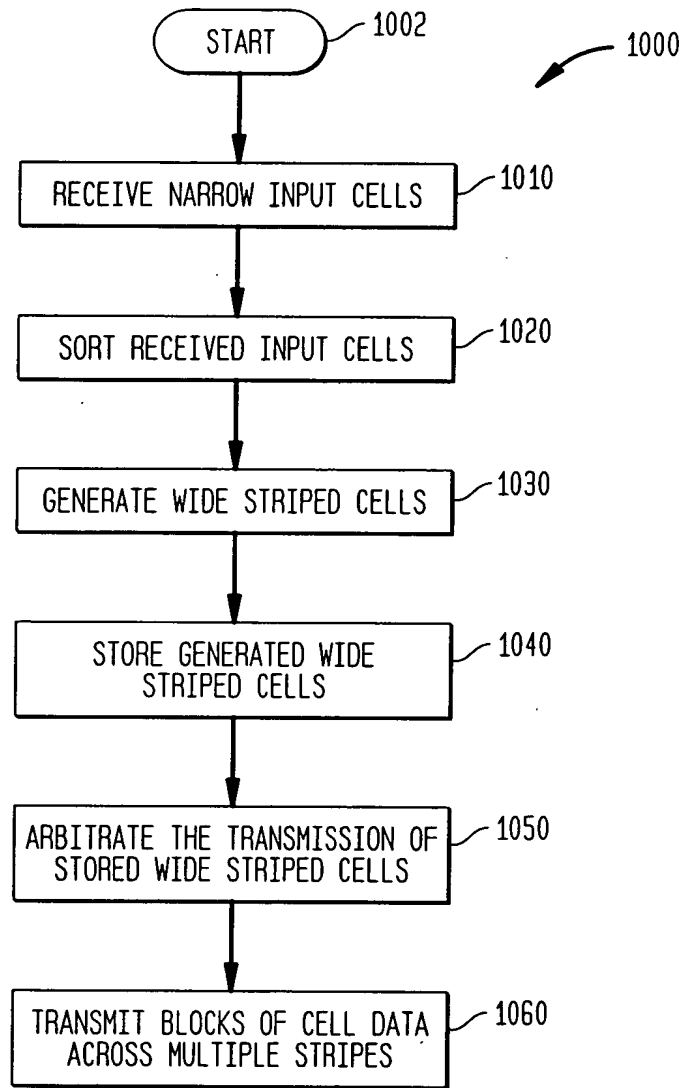 START
1002
1000
RECEIVE NARROW INPUT CELLS
1010
SORT RECEIVED INPUT CELLS
1020
GENERATE WIDE STRIPED CELLS
1030
STORE GENERATED WIDE
STRIPED CELLS
1040
ARBITRATE THE TRANSMISSION OF
STORED WIDE STRIPED CELLS
1050
TRANSMIT BLOCKS OF CELL DATA
ACROSS MULTIPLE STRIPES
1060